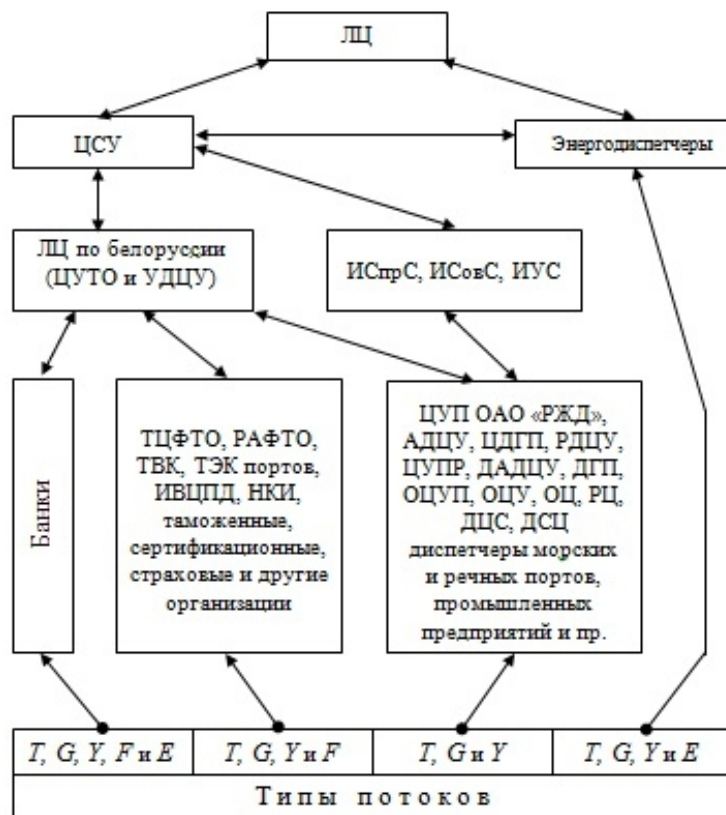 ЛЦ
ЦСУ
Энергодиспетчеры
ЛЦ по белоруссии
(ЦУТО и УДЦУ)
ИСпрС, ИСовС, ИУС
Банки
ТЦФТО, РАФТО,
ТВК, ТЭК портов,
ИВЦПД, НКИ,
таможенные,
сертификационные,
страховые и другие
организации
ЦУП ОАО «РЖД»,
АДЦУ, ЦДГП, РДЦУ,
ЦУПР, ДАДЦУ, ДГП,
ОЦУП, ОЦУ, ОЦ, РЦ,
ДЦС, ДСЦ
диспетчеры морских
и речных портов,
промышленных
предприятий и пр.
T, G, Y, F и E
T, G, Y и F
T, G и Y
T, G, Y и E
Типы потоков